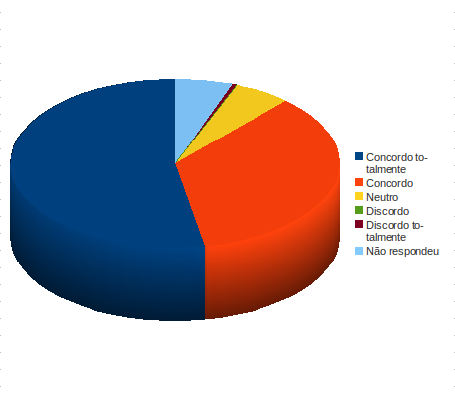 Concordo to-
talmente
Concordo
Neutro
Discordo
Discordo to-
talmente
Não respondeu